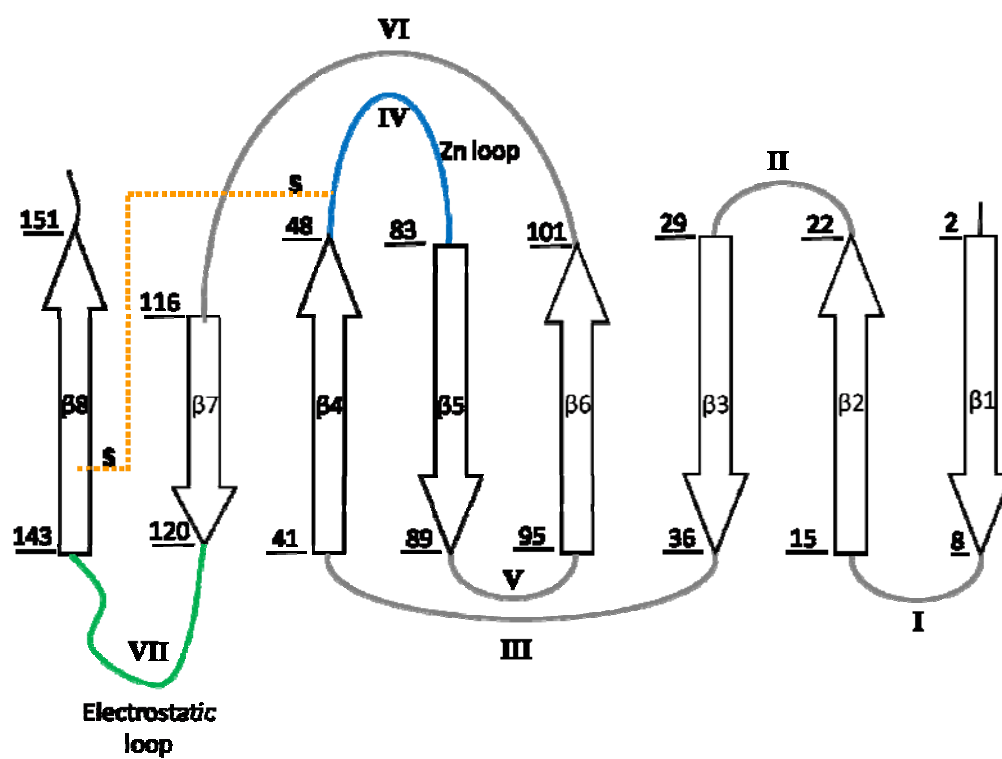 VI
IV
Zn loop
II
S
151
48
83
101
29
22
2
116
β8
β7
β4
β5
β6
β3
β2
β1
S
143
120
41
89
95
36
15
8
V
I
VII
III
Electrostatic
loop